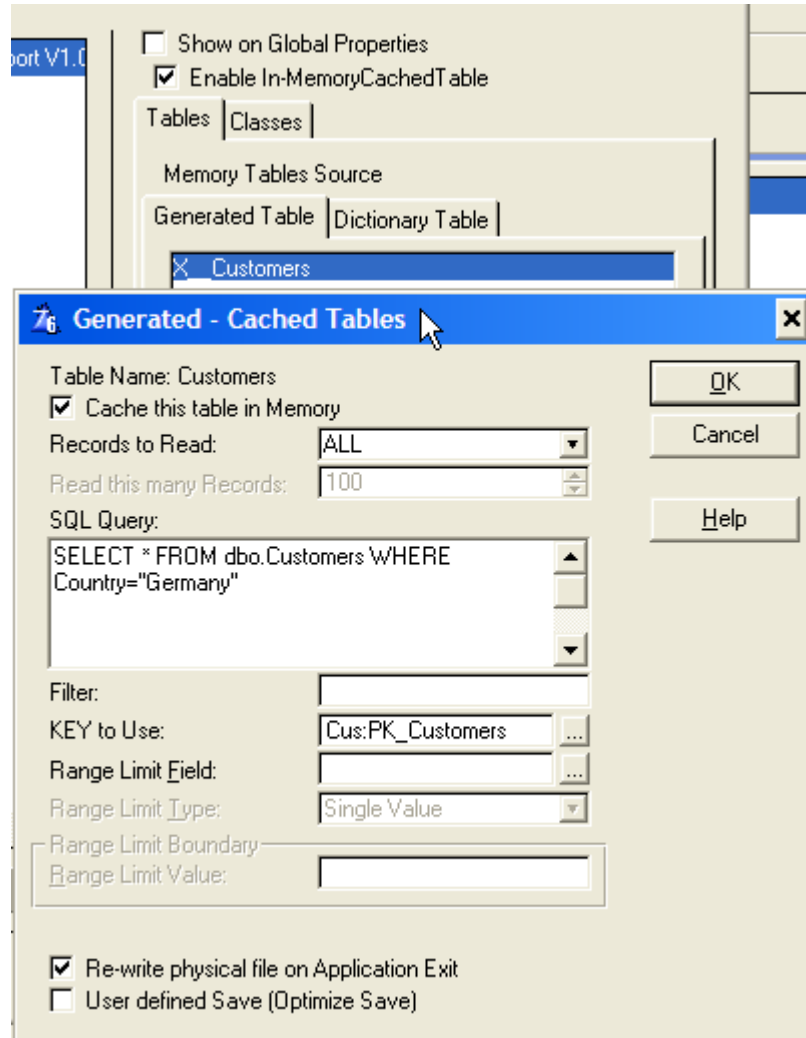 port V1.0
Show on Global Properties
Enable In-MemoryCachedTable
Tables Classes
Memory Tables Source
Generated Table Dictionary Table
X__Customers
Generated - Cached Tables
Table Name: Customers
OK
Cache this table in Memory
Cancel
Records to Read: ALL
Read this many Records: 100
Help
SQL Query:
SELECT * FROM dbo.Customers WHERE
Country="Germany"
Filter:
KEY to Use: Cus:PK_Customers ...
Range Limit Field: ...
Range Limit Type: Single Value
Range Limit Boundary
Range Limit Value:
Re-write physical file on Application Exit
User defined Save (Optimize Save)